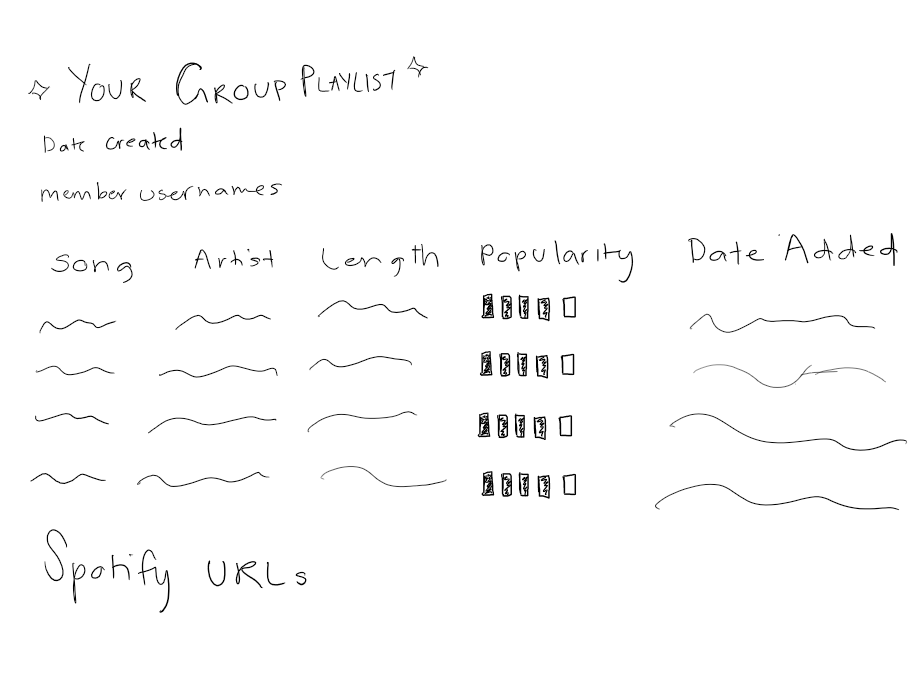 YOUR GROUP PLAYLIST
Date created
member usernames
Song Artist Length Popularity Date Added
Spotify URLs